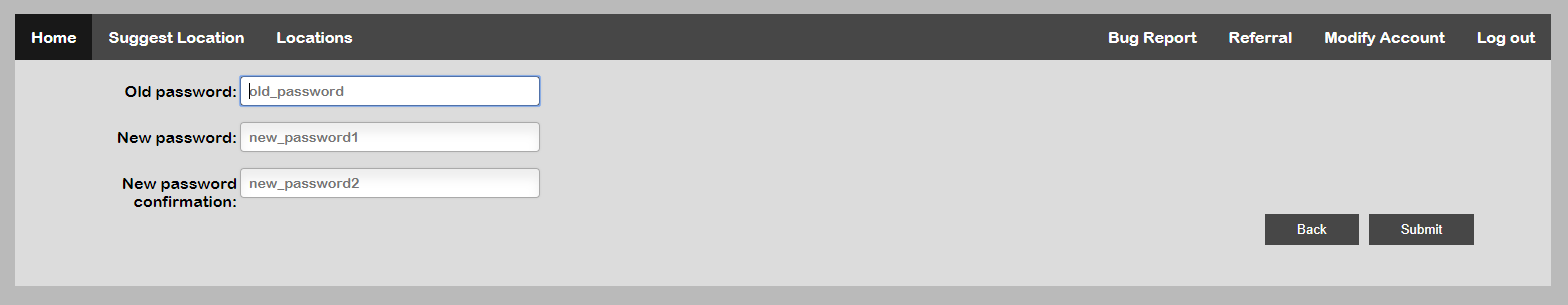 Home Suggest Location Locations Bug Report Referral Modify Account Log out
Old password: old_password
New password: new_password1
New password new_password2
confirmation:
Back Submit